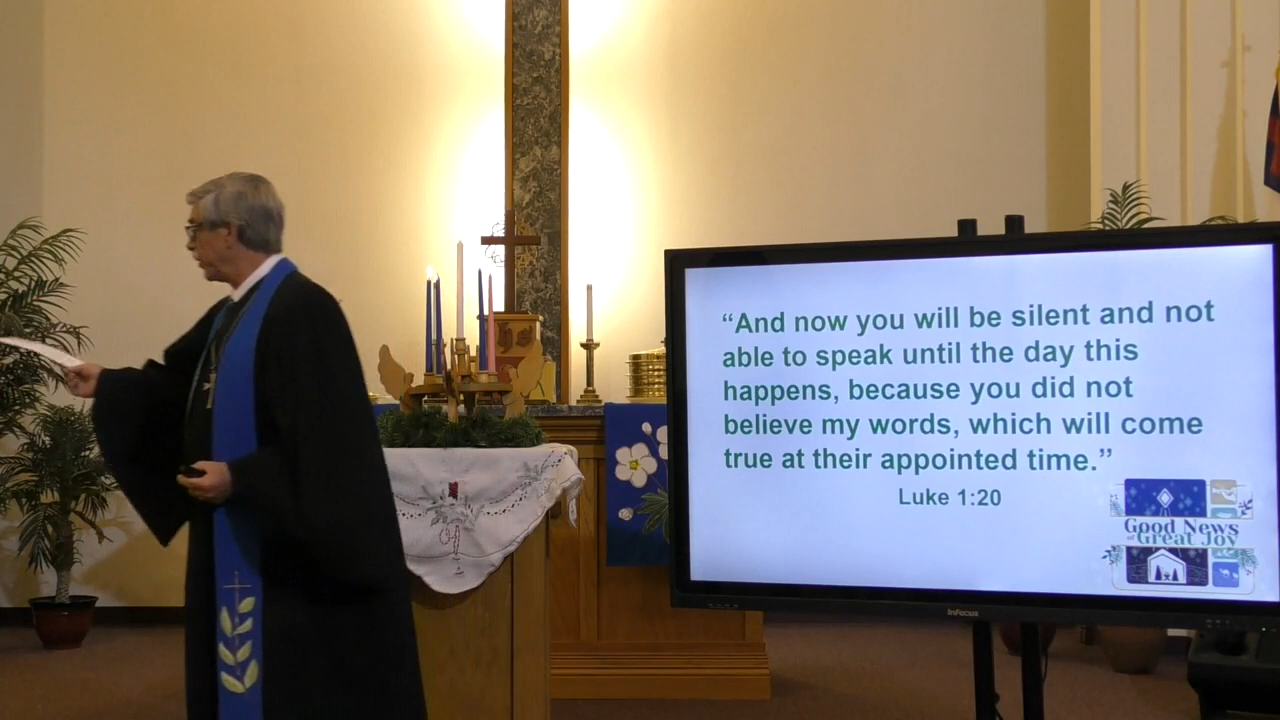 “And now you will be silent and not
able to speak until the day this
happens, because you did not
believe my words, which will come
true at their appointed time.”
Luke 1:20
Good News
of Great Joy
InFocus